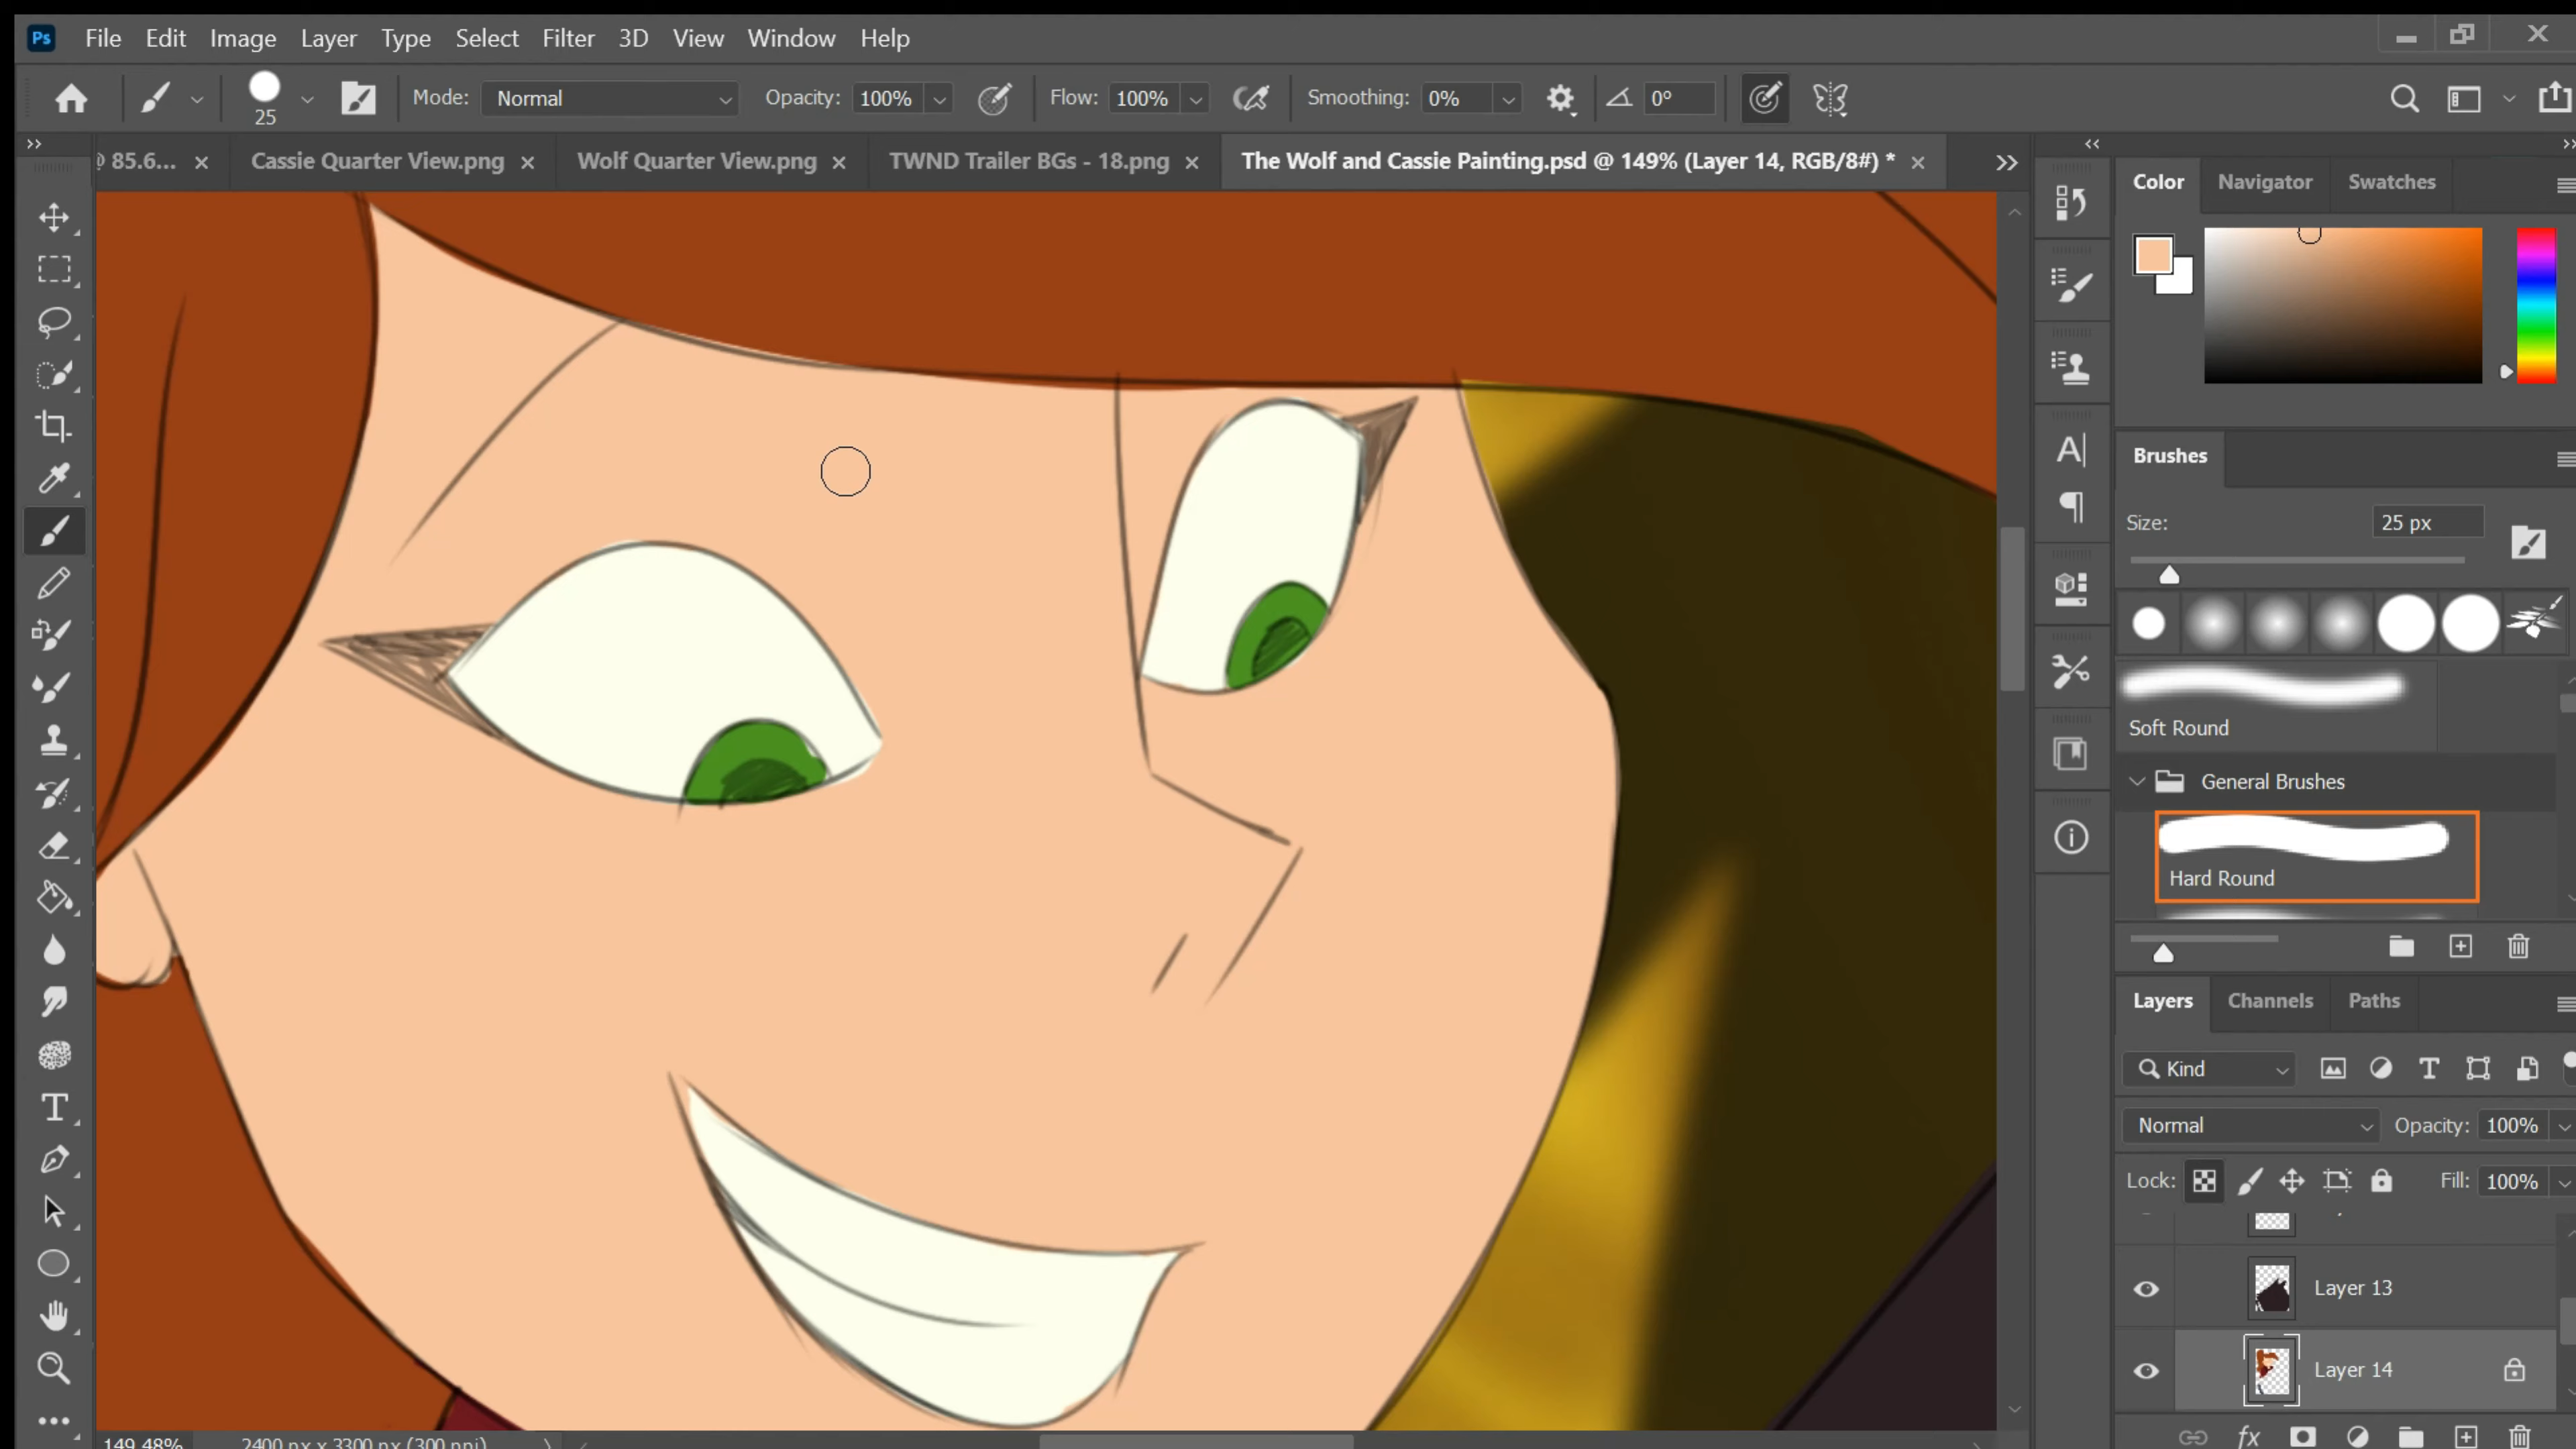 Ps File Edit Image Layer Type Select Filter 3D View Window Help
25 Mode: Normal Opacity: 100% Flow: 100% Smoothing: 0% 0°
@ 85.6... × Cassie Quarter View.png × Wolf Quarter View.png × TWND Trailer BGs - 18.png × The Wolf and Cassie Painting.psd @ 149% (Layer 14, RGB/8#) * ×
Color Navigator Swatches
Brushes
Size: 25 px
Soft Round
General Brushes
Hard Round
Layers Channels Paths
Kind
Normal Opacity: 100%
Lock: Fill: 100%
Layer 13
Layer 14
149.48% 2400 px x 3300 px (300 ppi)